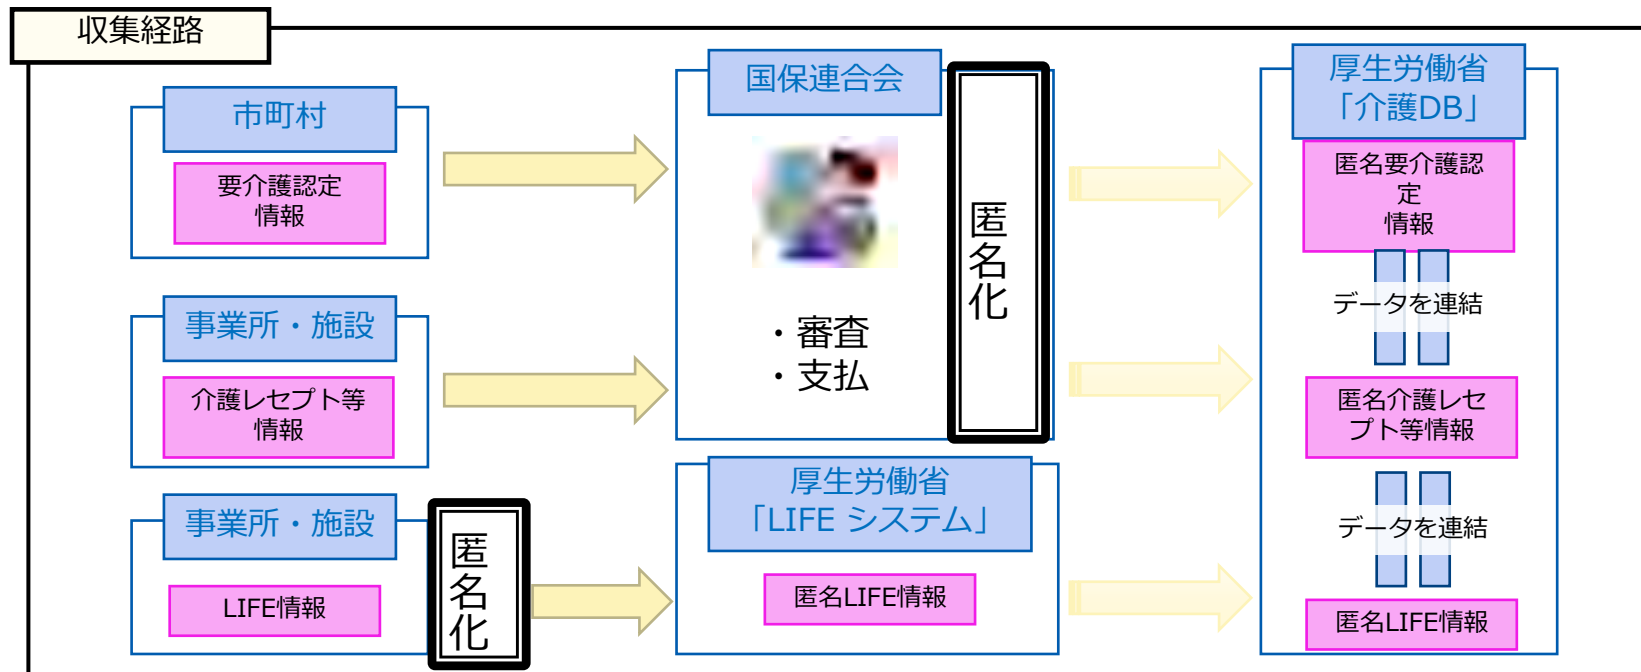 収集経路
市町村
要介護認定
情報
事業所・施設
介護レセプト等
情報
事業所・施設
LIFE情報
匿名化
国保連合会
・審査
・支払
匿名化
厚生労働省
「LIFE システム」
匿名LIFE情報
厚生労働省
「介護DB」
匿名要介護認
定
情報
データを連結
匿名介護レセ
プト等情報
データを連結
匿名LIFE情報